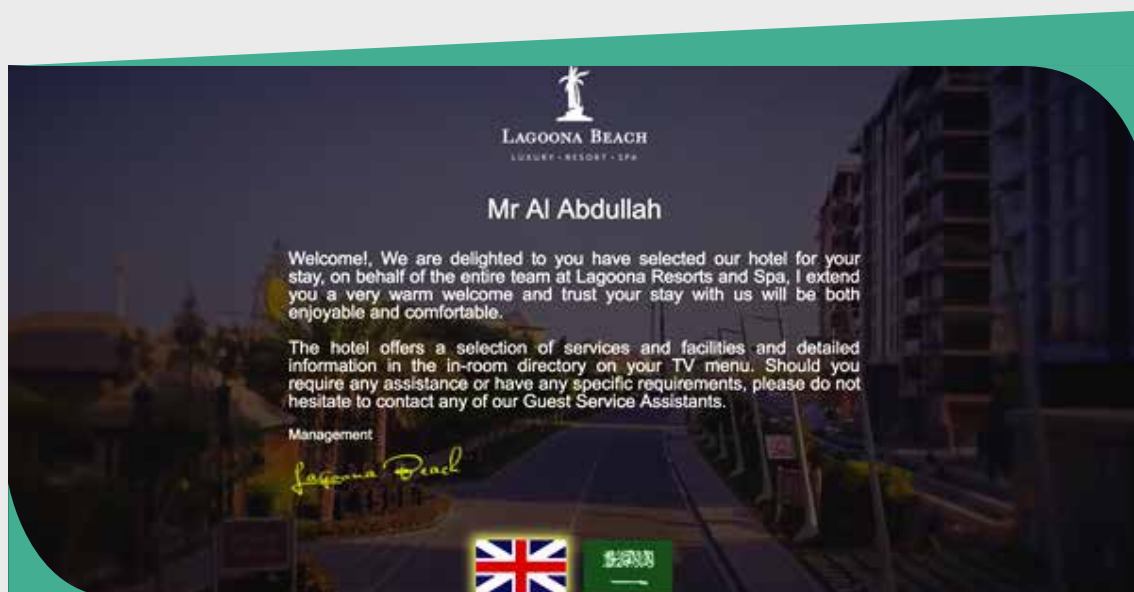 LAGOONA BEACH
LUXURY • RESORT • SPA
Mr Al Abdullah
Welcome!, We are delighted to you have selected our hotel for your
stay, on behalf of the entire team at Lagoona Resorts and Spa, I extend
you a very warm welcome and trust your stay with us will be both
enjoyable and comfortable.
The hotel offers a selection of services and facilities and detailed
information in the in-room directory on your TV menu. Should you
require any assistance or have any specific requirements, please do not
hesitate to contact any of our Guest Service Assistants.
Management
Lagoona Beach